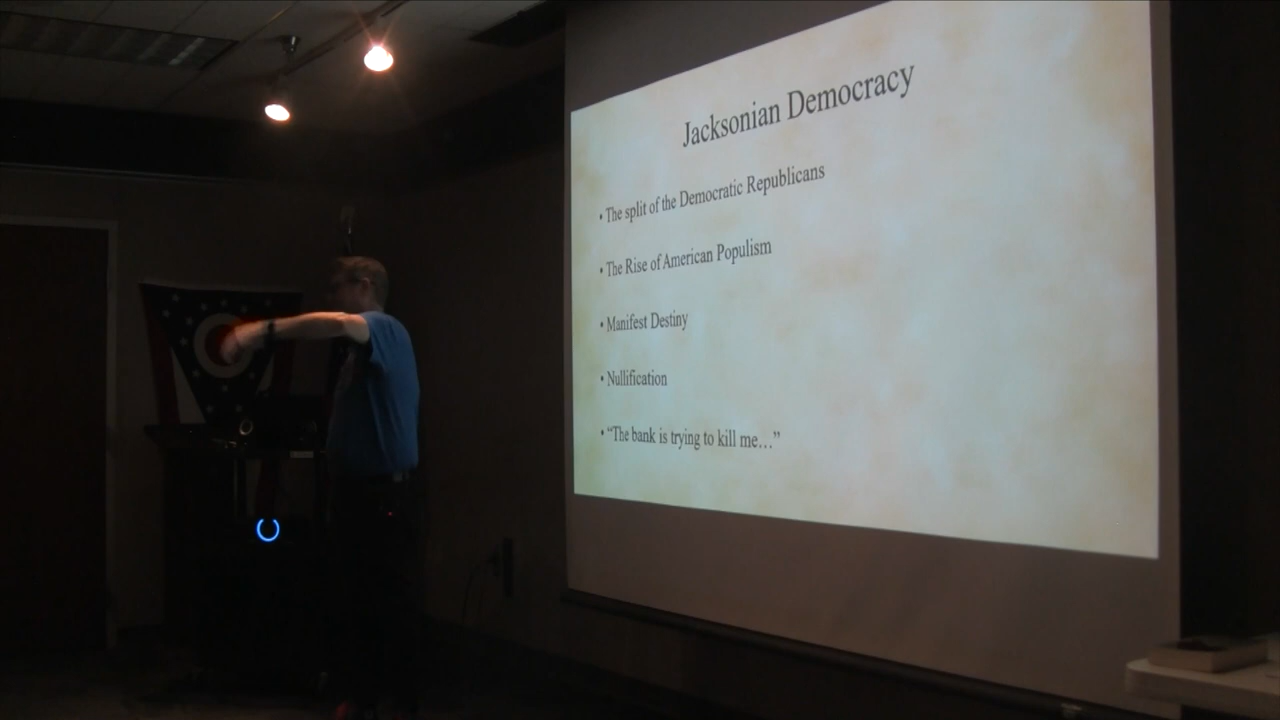 Jacksonian Democracy
• The split of the Democratic Republicans
• The Rise of American Populism
• Manifest Destiny
• Nullification
• “The bank is trying to kill me…”